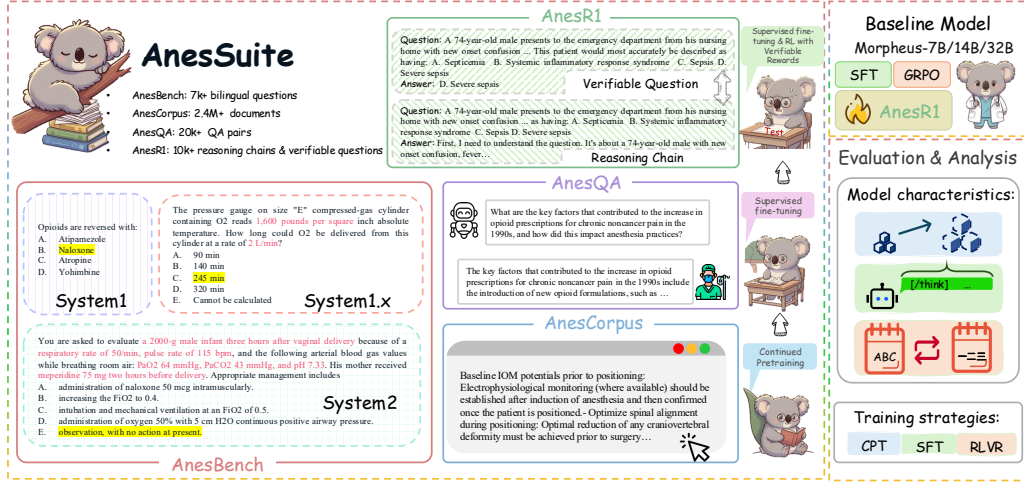 AnesSuite
• AnesBench: 7k+ bilingual questions
• AnesCorpus: 2.4M+ documents
• AnesQA: 20k+ QA pairs
• AnesR1: 10k+ reasoning chains & verifiable questions
AnesR1
Question: A 74-year-old male presents to the emergency department from his nursing
home with new onset confusion ... This patient would most accurately be described as
having: A. Septicemia B. Systemic inflammatory response syndrome C. Sepsis D.
Severe sepsis
Answer: D. Severe sepsis
Verifiable Question
Question: A 74-year-old male presents to the emergency department from his nursing
home with new onset confusion ... as having: A. Septicemia B. Systemic inflammatory
response syndrome C. Sepsis D. Severe sepsis
Answer: First, I need to understand the question. It's about a 74-year-old male with new
onset confusion, fever…
Reasoning Chain
Supervised fine-
tuning & RL with
Verifiable
Rewards
Test
Opioids are reversed with:
A. Atipamezole
B. Naloxone
C. Atropine
D. Yohimbine
System1
The pressure gauge on size "E" compressed-gas cylinder
containing O2 reads 1,600 pounds per square inch absolute
temperature. How long could O2 be delivered from this
cylinder at a rate of 2 L/min?
A. 90 min
B. 140 min
C. 245 min
D. 320 min
E. Cannot be calculated
System1.x
You are asked to evaluate a 2000-g male infant three hours after vaginal delivery because of a
respiratory rate of 50/min, pulse rate of 115 bpm, and the following arterial blood gas values
while breathing room air: PaO2 64 mmHg, PaCO2 43 mmHg, and pH 7.33. His mother received
meperidine 75 mg two hours before delivery. Appropriate management includes
A. administration of naloxone 50 mcg intramuscularly.
B. increasing the FiO2 to 0.4.
C. intubation and mechanical ventilation at an FiO2 of 0.5.
D. administration of oxygen 50% with 5 cm H2O continuous positive airway pressure.
E. observation, with no action at present.
System2
AnesBench
AnesQA
What are the key factors that contributed to the increase in
opioid prescriptions for chronic noncancer pain in the
1990s, and how did this impact anesthesia practices?
The key factors that contributed to the increase in opioid
prescriptions for chronic noncancer pain in the 1990s include
the introduction of new opioid formulations, such as …
Supervised
fine-tuning
AnesCorpus
Baseline IOM potentials prior to positioning:
Electrophysiological monitoring (where available) should be
established after induction of anesthesia and then confirmed
once the patient is positioned.- Optimize spinal alignment
during positioning: Optimal reduction of any craniovertebral
deformity must be achieved prior to surgery…
Continued
Pretraining
Baseline Model
Morpheus-7B/14B/32B
SFT
GRPO
AnesR1
Evaluation & Analysis
Model characteristics:
[/think] ...
ABC
Training strategies:
CPT
SFT
RLVR